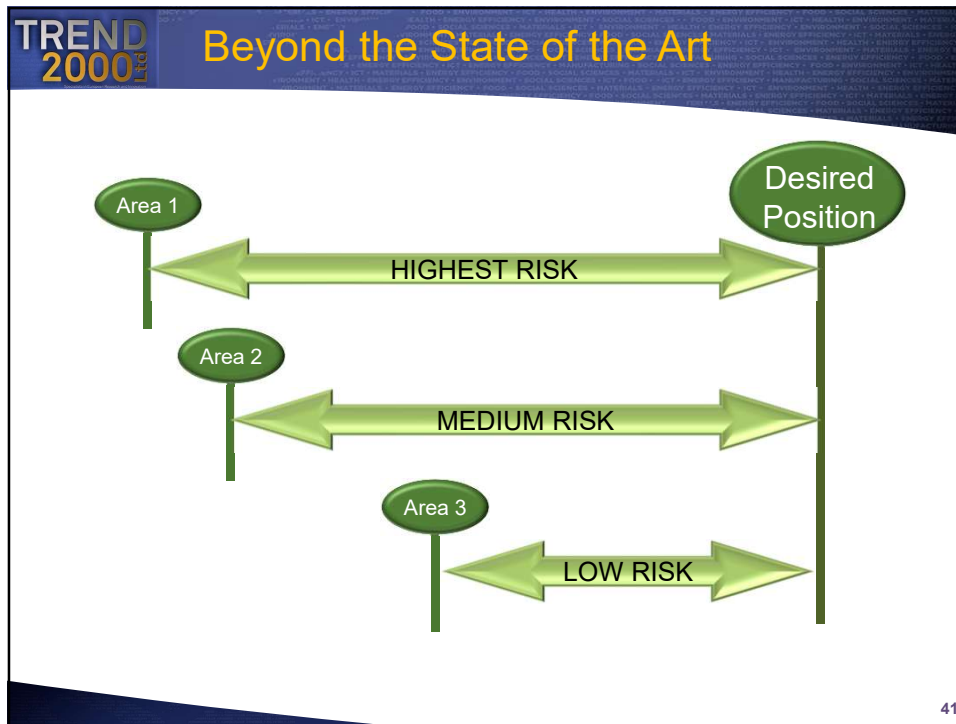 TREND
2000 Ltd
Beyond the State of the Art
Area 1
Desired
Position
HIGHEST RISK
Area 2
MEDIUM RISK
Area 3
LOW RISK
41